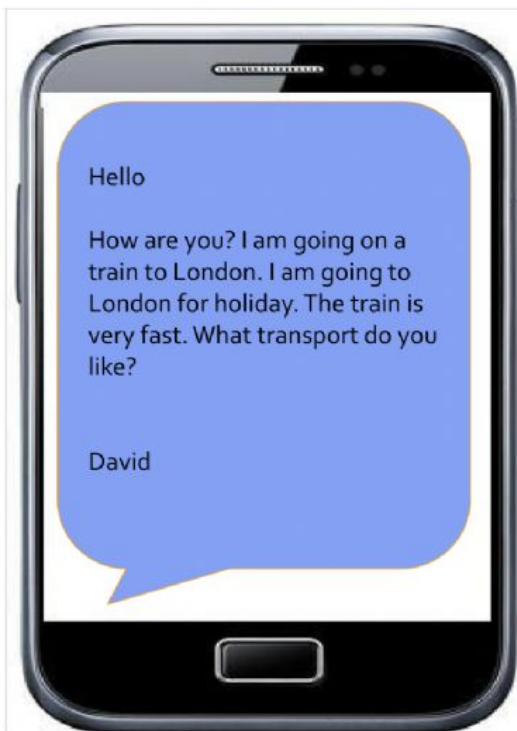 Hello
How are you? I am going on a
train to London. I am going to
London for holiday. The train is
very fast. What transport do you
like?
David